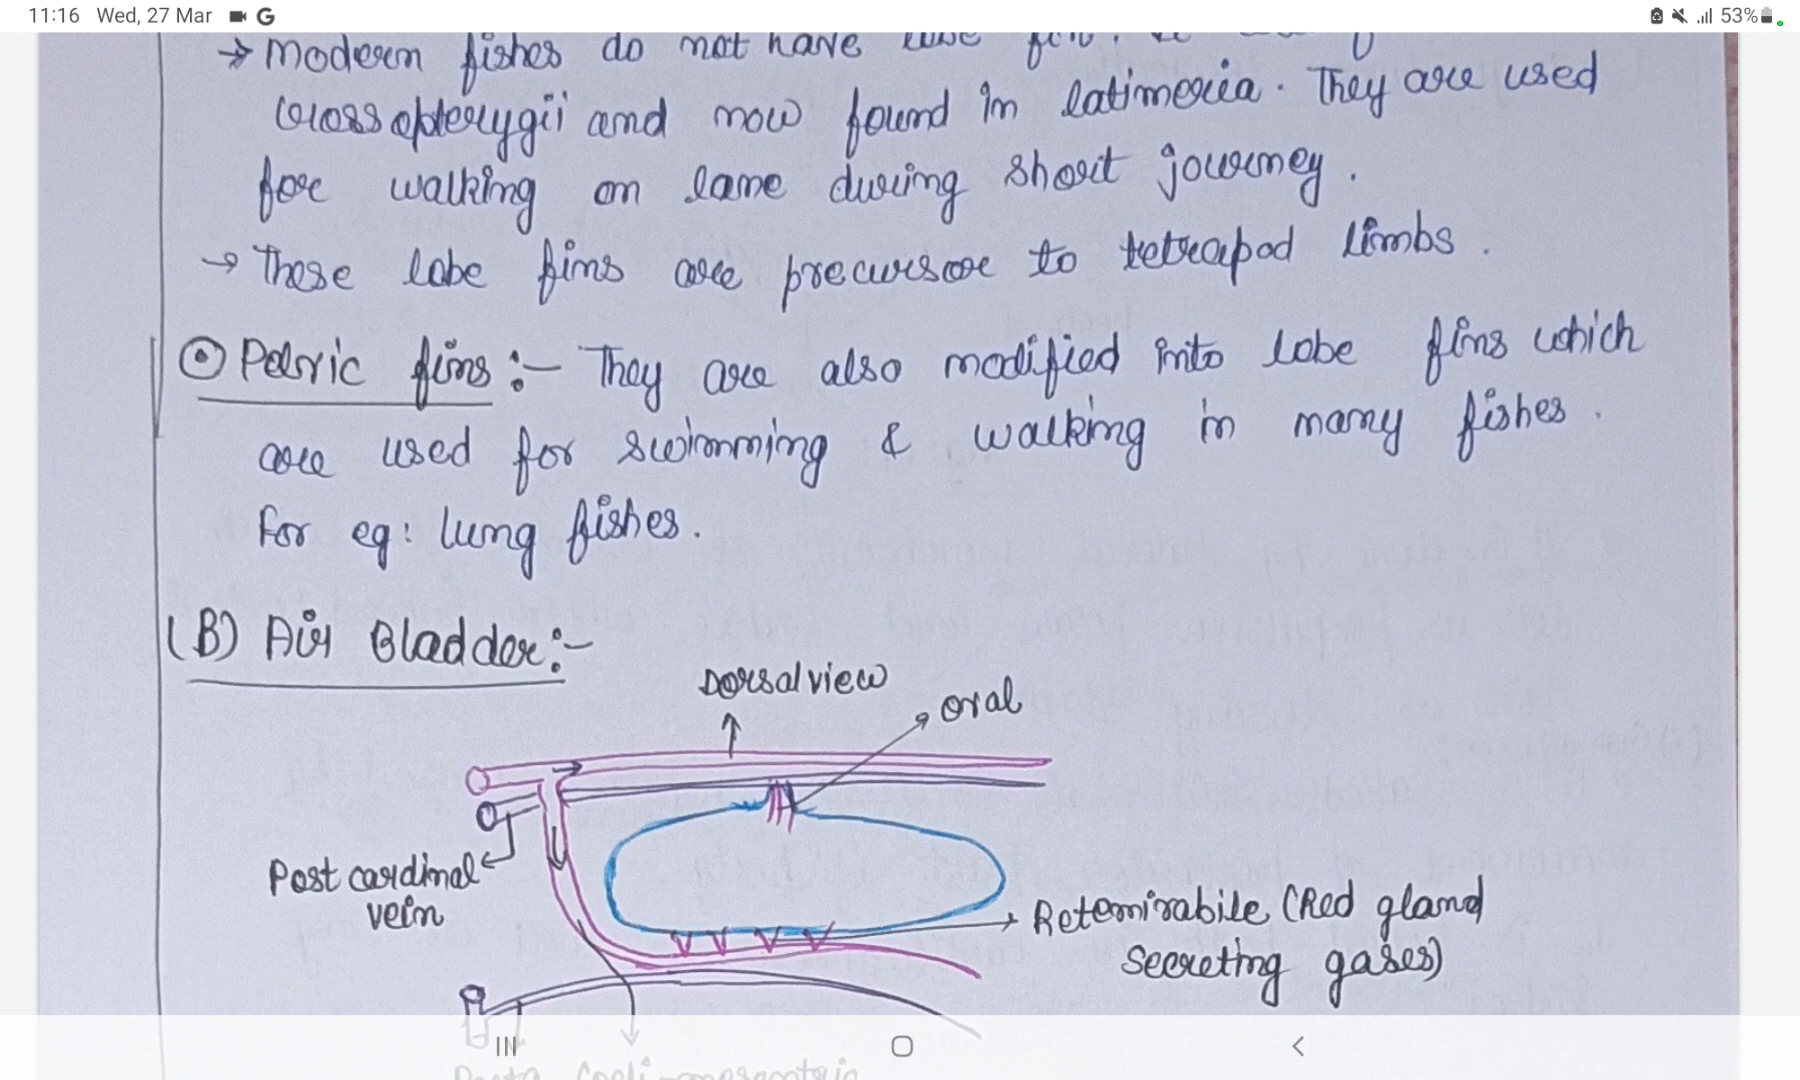 11:16 Wed, 27 Mar G 53%
→ Modern fishes do not have lobe
Crossopterygii and now found in latimeria. They are used
for walking on lame during short journey.
→ These lobe fins are precursor to tetrapod limbs.
⊙ Pelvic fins :- They are also modified into lobe fins which
are used for swimming & walking in many fishes.
For eg: lung fishes.
(B) Air Bladder :-
Dorsal view
oval
Post cardinal
vein
Retemirabile (Red gland
secreting gases)